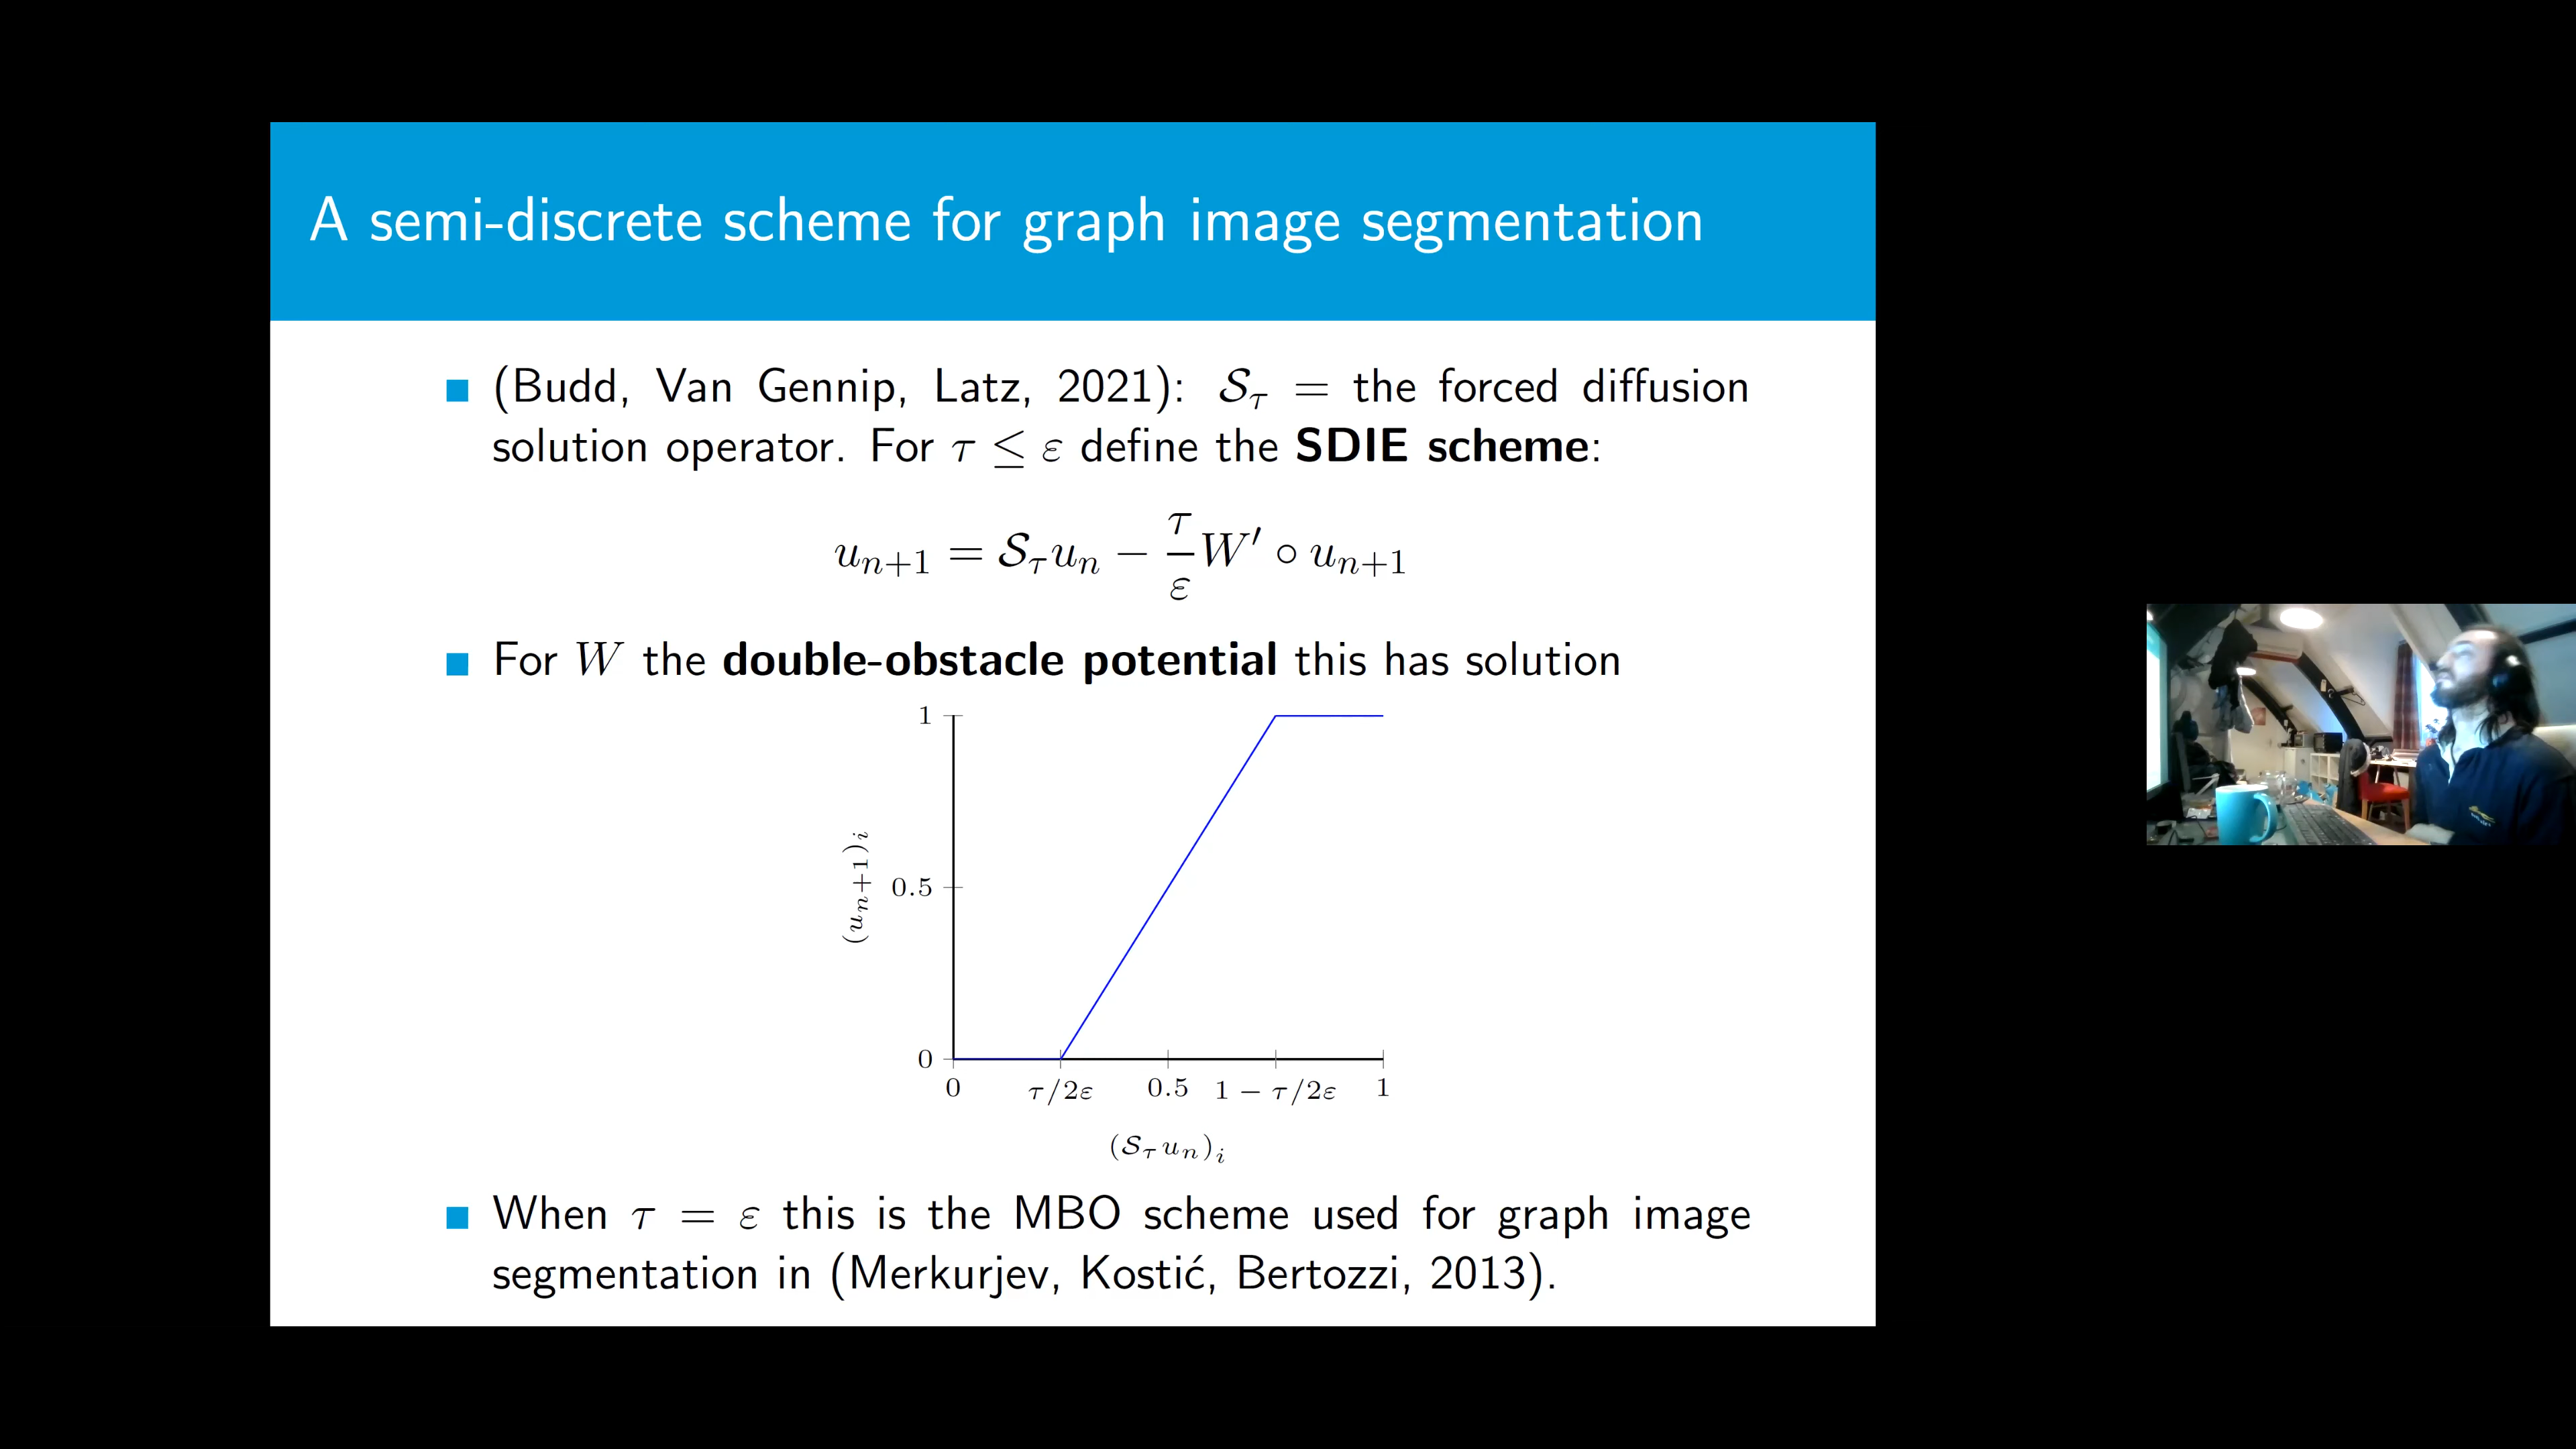 A semi-discrete scheme for graph image segmentation
(Budd, Van Gennip, Latz, 2021): 𝒮_τ = the forced diffusion
solution operator. For τ ≤ ε define the SDIE scheme:
u_{n+1} = 𝒮_τ u_n − τ/ε W′ ∘ u_{n+1}
For W the double-obstacle potential this has solution
1
0.5
0
(u_{n+1})_i
0 τ/2ε 0.5 1 − τ/2ε 1
(𝒮_τ u_n)_i
When τ = ε this is the MBO scheme used for graph image
segmentation in (Merkurjev, Kostić, Bertozzi, 2013).